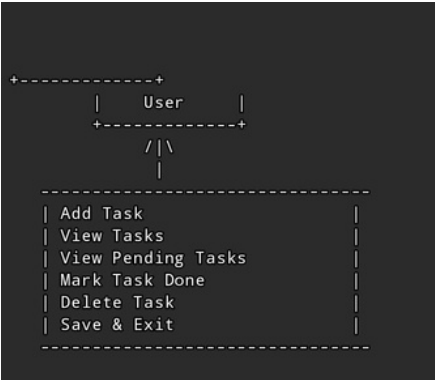 +-------------+
| User |
+-------------+
/|\
|
--------------------------------
| Add Task |
| View Tasks |
| View Pending Tasks |
| Mark Task Done |
| Delete Task |
| Save & Exit |
--------------------------------